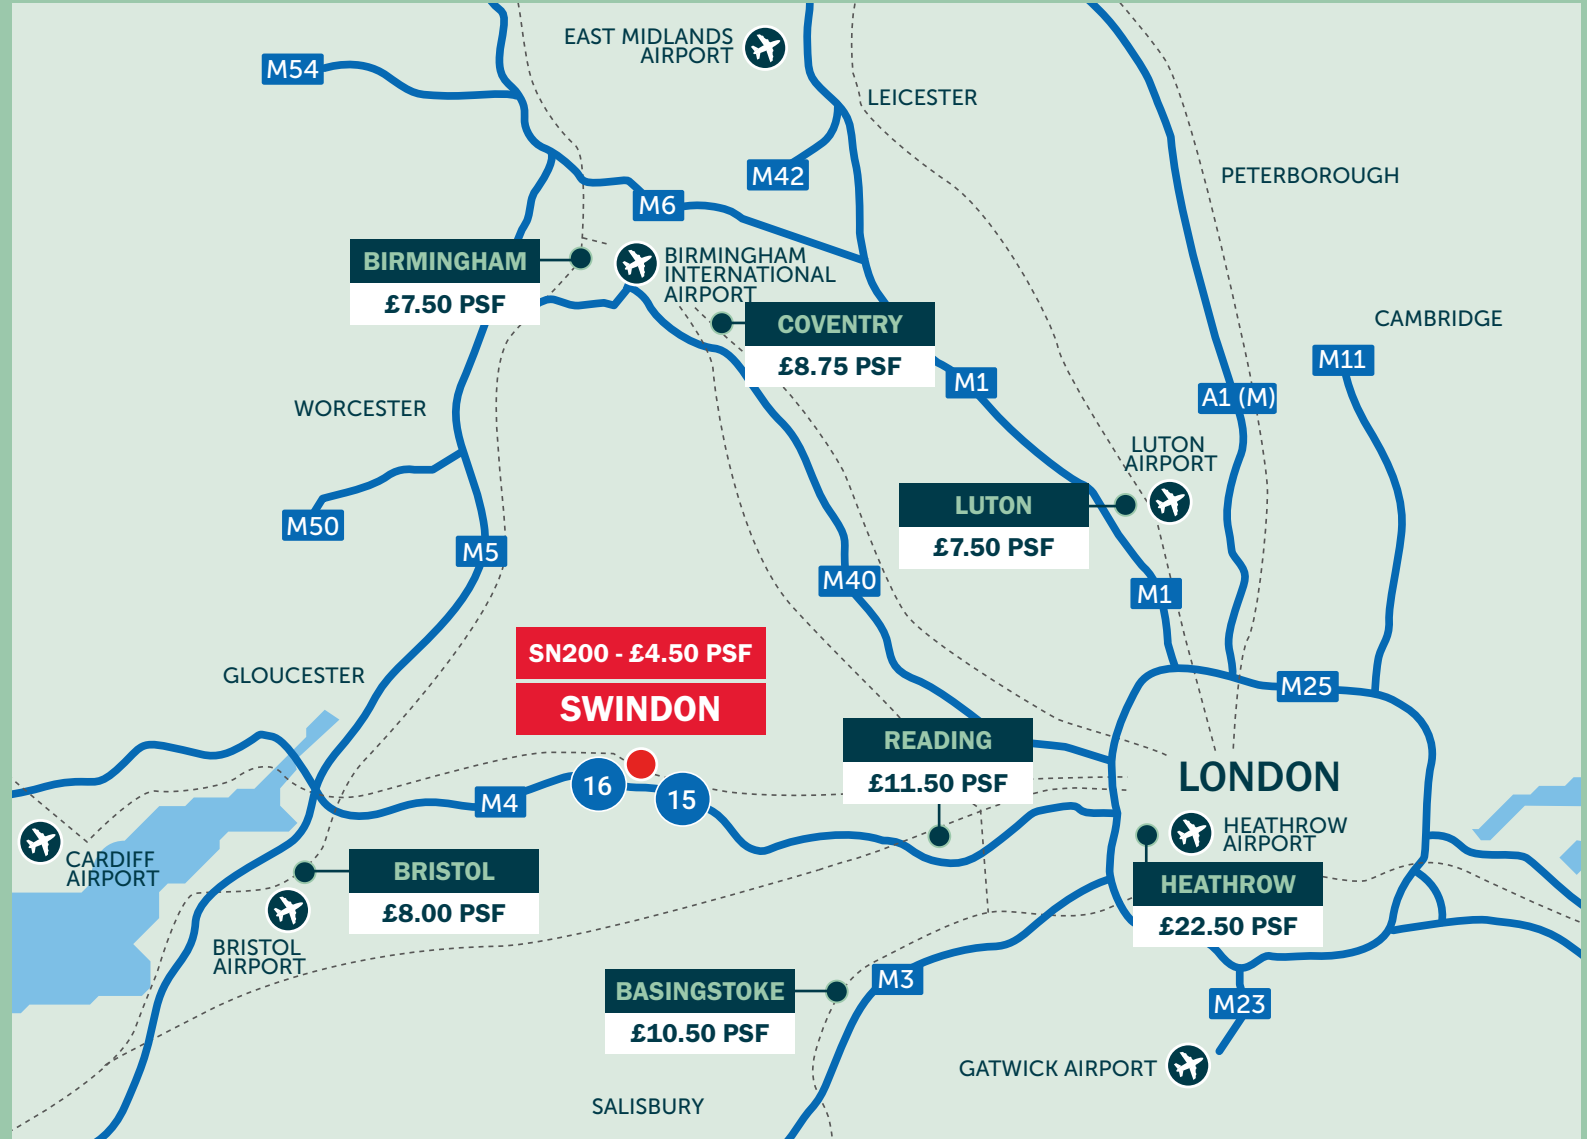 EAST MIDLANDS
AIRPORT
M54
LEICESTER
M42
PETERBOROUGH
M6
BIRMINGHAM
£7.50 PSF
BIRMINGHAM
INTERNATIONAL
AIRPORT
COVENTRY
£8.75 PSF
CAMBRIDGE
M11
M1
A1 (M)
WORCESTER
LUTON
AIRPORT
M50
M5
LUTON
£7.50 PSF
M40
M1
SN200 - £4.50 PSF
SWINDON
GLOUCESTER
M25
READING
£11.50 PSF
LONDON
16
15
M4
HEATHROW
AIRPORT
CARDIFF
AIRPORT
BRISTOL
£8.00 PSF
HEATHROW
£22.50 PSF
BRISTOL
AIRPORT
BASINGSTOKE
£10.50 PSF
M3
M23
GATWICK AIRPORT
SALISBURY